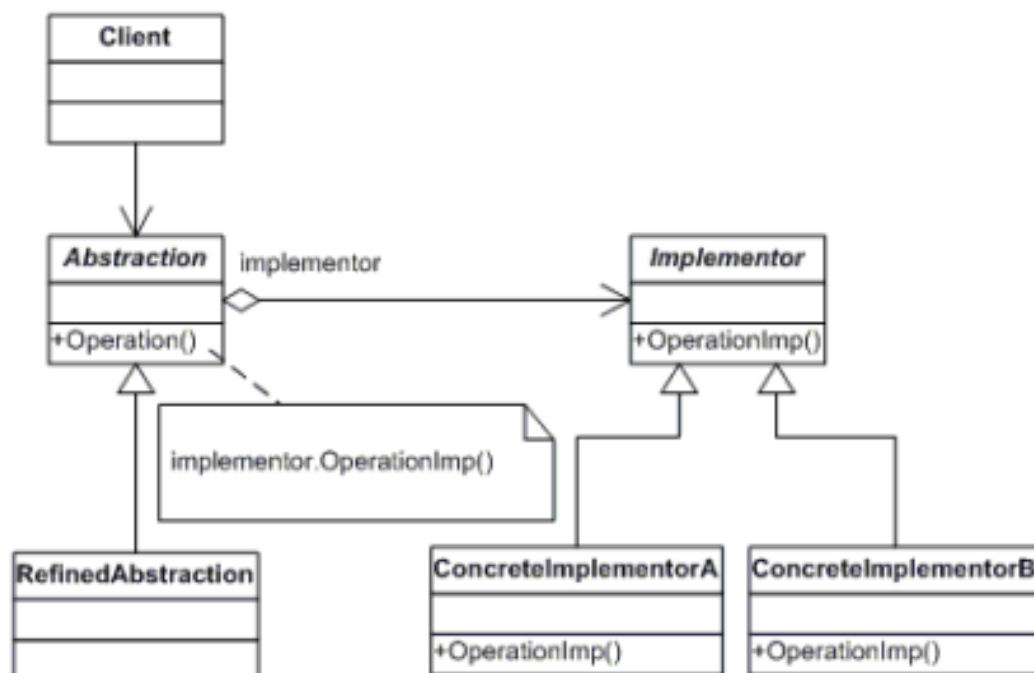 Client
Abstraction
implementor
Implementor
+Operation()
+OperationImp()
implementor.OperationImp()
RefinedAbstraction
ConcreteImplementorA
ConcreteImplementorB
+OperationImp()
+OperationImp()